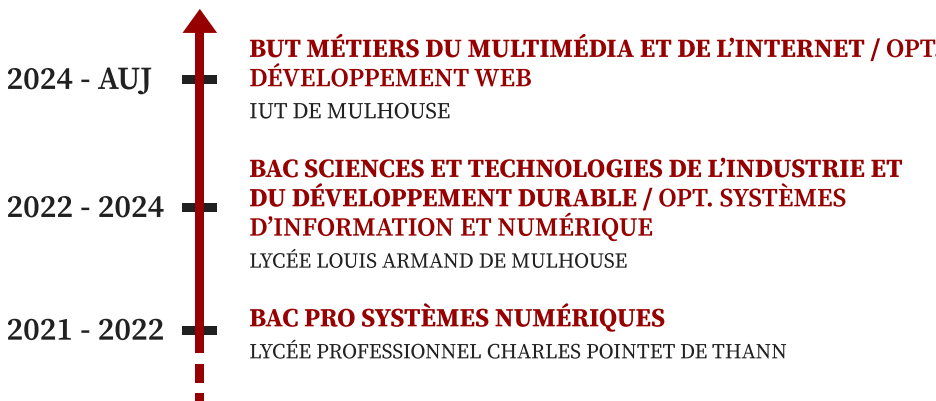 2024 - AUJ
BUT MÉTIERS DU MULTIMÉDIA ET DE L’INTERNET / OPT.
DÉVELOPPEMENT WEB
IUT DE MULHOUSE
2022 - 2024
BAC SCIENCES ET TECHNOLOGIES DE L’INDUSTRIE ET
DU DÉVELOPPEMENT DURABLE / OPT. SYSTÈMES
D’INFORMATION ET NUMÉRIQUE
LYCÉE LOUIS ARMAND DE MULHOUSE
2021 - 2022
BAC PRO SYSTÈMES NUMÉRIQUES
LYCÉE PROFESSIONNEL CHARLES POINTET DE THANN